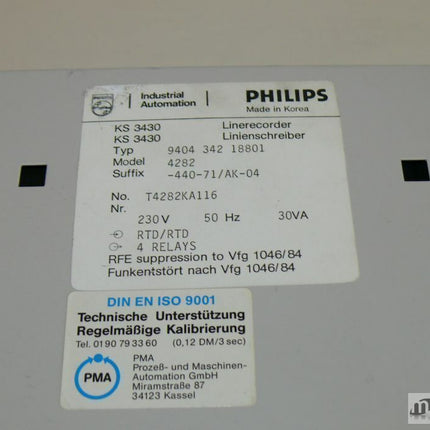 Industrial
Automation
PHILIPS
Made in Korea
KS 3430 Linerecorder
KS 3430 Linienschreiber
Typ 9404 342 18801
Model 4282
Suffix -440-71/AK-04
No. T4282KA116
Nr.
230V 50 Hz 30VA
RTD/RTD
4 RELAYS
RFE suppression to Vfg 1046/84
Funkentstört nach Vfg 1046/84
DIN EN ISO 9001
Technische Unterstützung
Regelmäßige Kalibrierung
Tel. 0190 79 33 60 (0,12 DM/3 sec)
PMA
PMA
Prozeß- und Maschinen-
Automation GmbH
Miramstraße 87
34123 Kassel